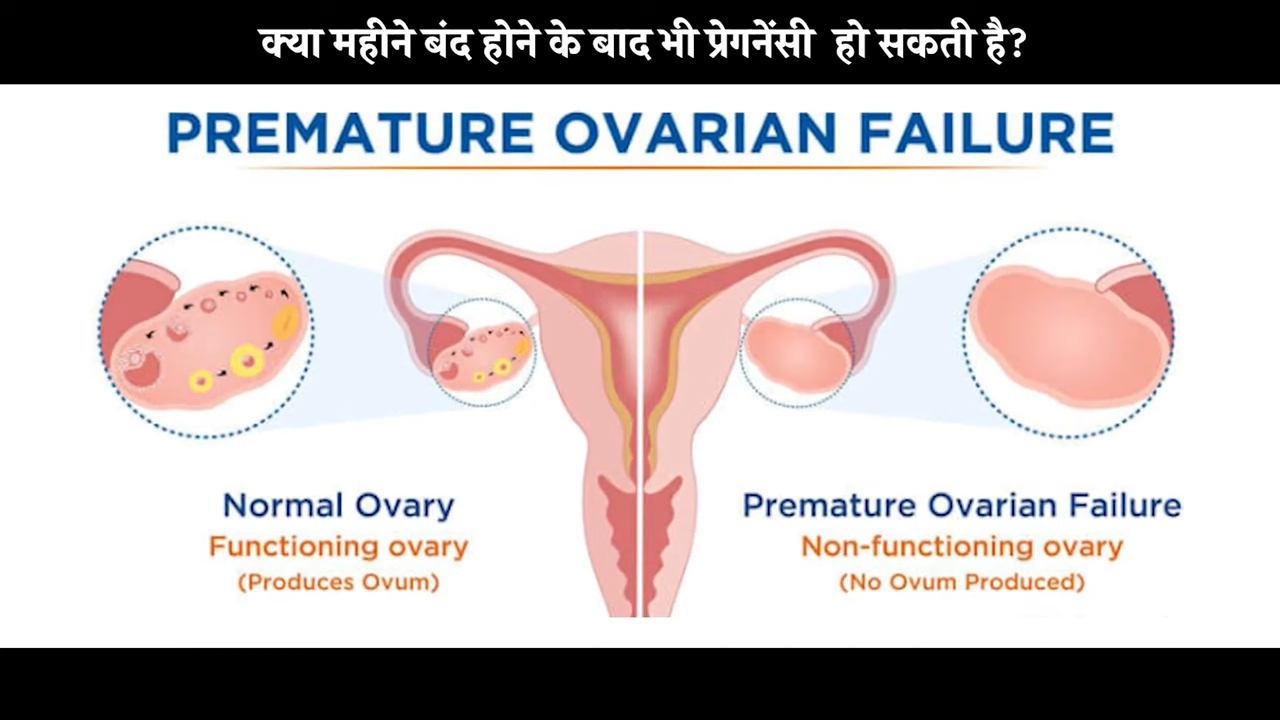 क्या महीने बंद होने के बाद भी प्रेगनेंसी हो सकती है?
PREMATURE OVARIAN FAILURE
Normal Ovary
Functioning ovary
(Produces Ovum)
Premature Ovarian Failure
Non-functioning ovary
(No Ovum Produced)